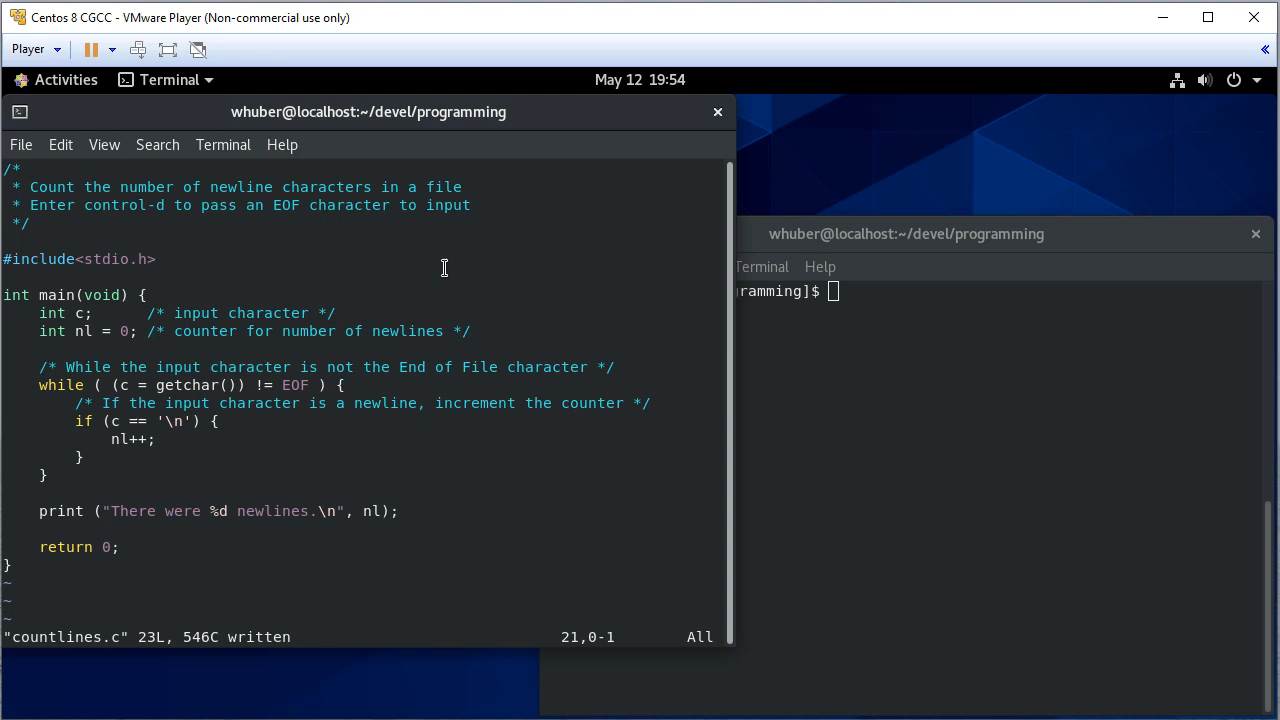 Centos 8 CGCC - VMware Player (Non-commercial use only)
Player
Activities
Terminal
May 12 19:54
whuber@localhost:~/devel/programming
File Edit View Search Terminal Help
/*
 * Count the number of newline characters in a file
 * Enter control-d to pass an EOF character to input
 */
#include<stdio.h>
int main(void) {
    int c;      /* input character */
    int nl = 0; /* counter for number of newlines */
    /* While the input character is not the End of File character */
    while ( (c = getchar()) != EOF ) {
        /* If the input character is a newline, increment the counter */
        if (c == '\n') {
            nl++;
        }
    }
    print ("There were %d newlines.\n", nl);
    return 0;
}
~
~
~
"countlines.c" 23L, 546C written 21,0-1 All
whuber@localhost:~/devel/programming
Terminal Help
ramming]$